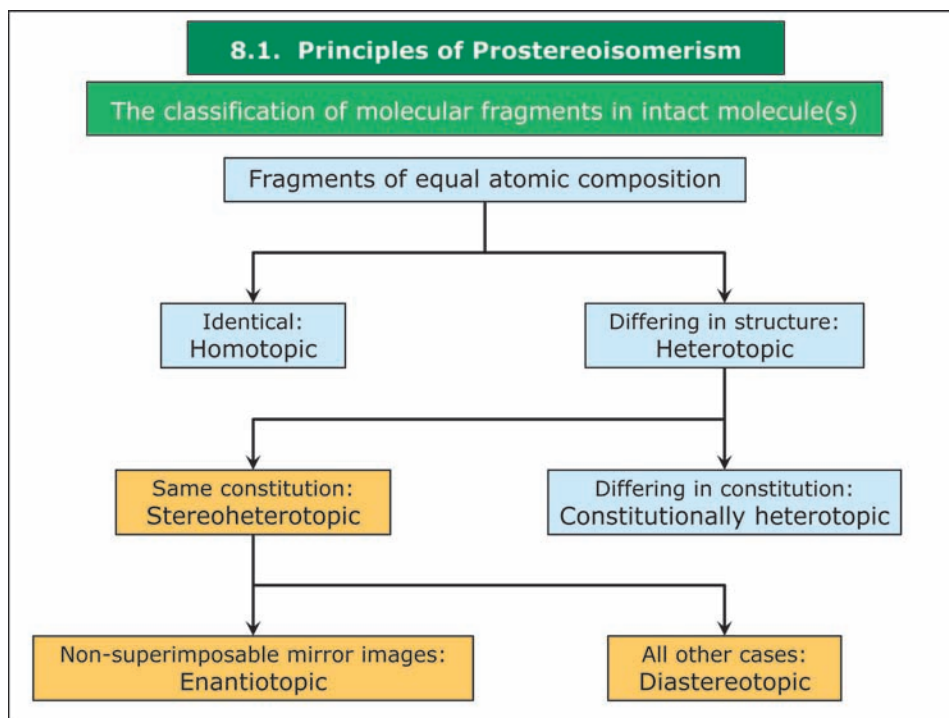 8.1. Principles of Prostereoisomerism
The classification of molecular fragments in intact molecule(s)
Fragments of equal atomic composition
Identical:
Homotopic
Differing in structure:
Heterotopic
Same constitution:
Stereoheterotopic
Differing in constitution:
Constitutionally heterotopic
Non-superimposable mirror images:
Enantiotopic
All other cases:
Diastereotopic